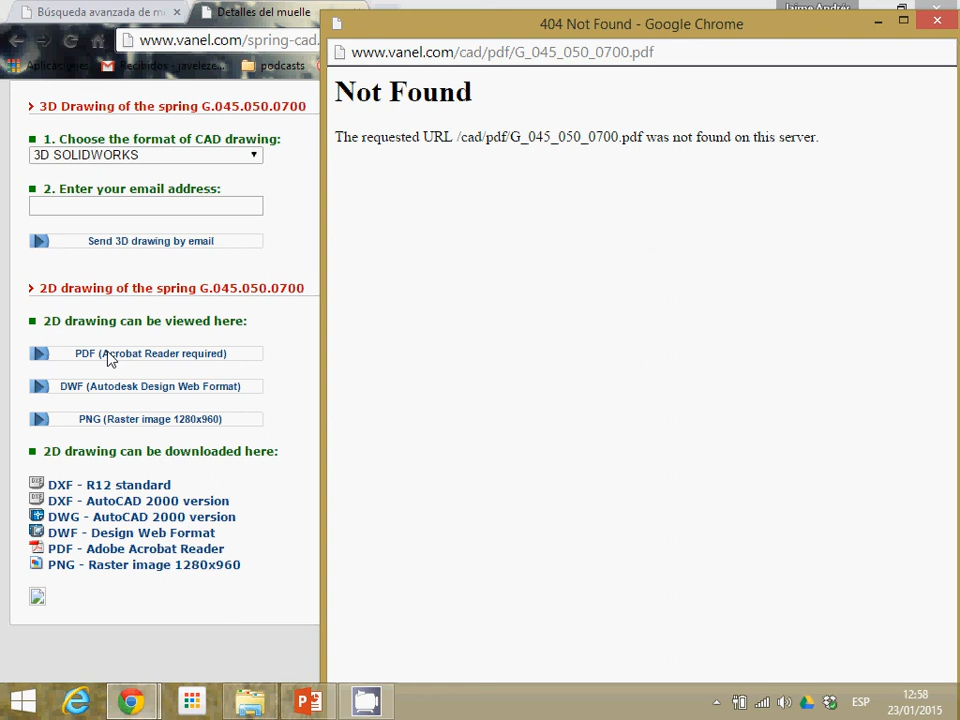 Búsqueda avanzada de m
Detalles del muelle
www.vanel.com/spring-cad.
Aplicaciones
Recibidos - javeleze...
podcasts
3D Drawing of the spring G.045.050.0700
1. Choose the format of CAD drawing:
3D SOLIDWORKS
2. Enter your email address:
Send 3D drawing by email
2D drawing of the spring G.045.050.0700
2D drawing can be viewed here:
PDF (Acrobat Reader required)
DWF (Autodesk Design Web Format)
PNG (Raster image 1280x960)
2D drawing can be downloaded here:
DXF - R12 standard
DXF - AutoCAD 2000 version
DWG - AutoCAD 2000 version
DWF - Design Web Format
PDF - Adobe Acrobat Reader
PNG - Raster image 1280x960
Jaime Andrés
404 Not Found - Google Chrome
www.vanel.com/cad/pdf/G_045_050_0700.pdf
Not Found
The requested URL /cad/pdf/G_045_050_0700.pdf was not found on this server.
ESP
12:58
23/01/2015